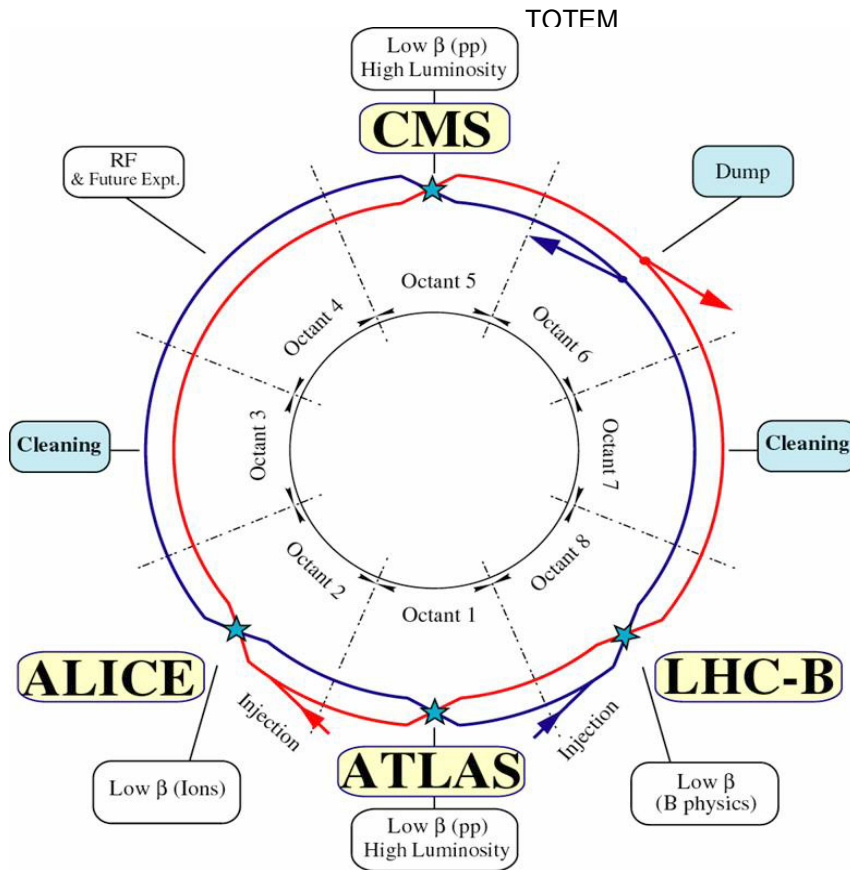 TOTEM
Low β (pp)
High Luminosity
CMS
RF
& Future Expt.
Dump
Octant 5
Octant 4
Octant 6
Cleaning
Octant 3
Octant 7
Cleaning
Octant 2
Octant 8
Octant 1
ALICE
LHC-B
Injection
Injection
ATLAS
Low β (Ions)
Low β
(B physics)
Low β (pp)
High Luminosity